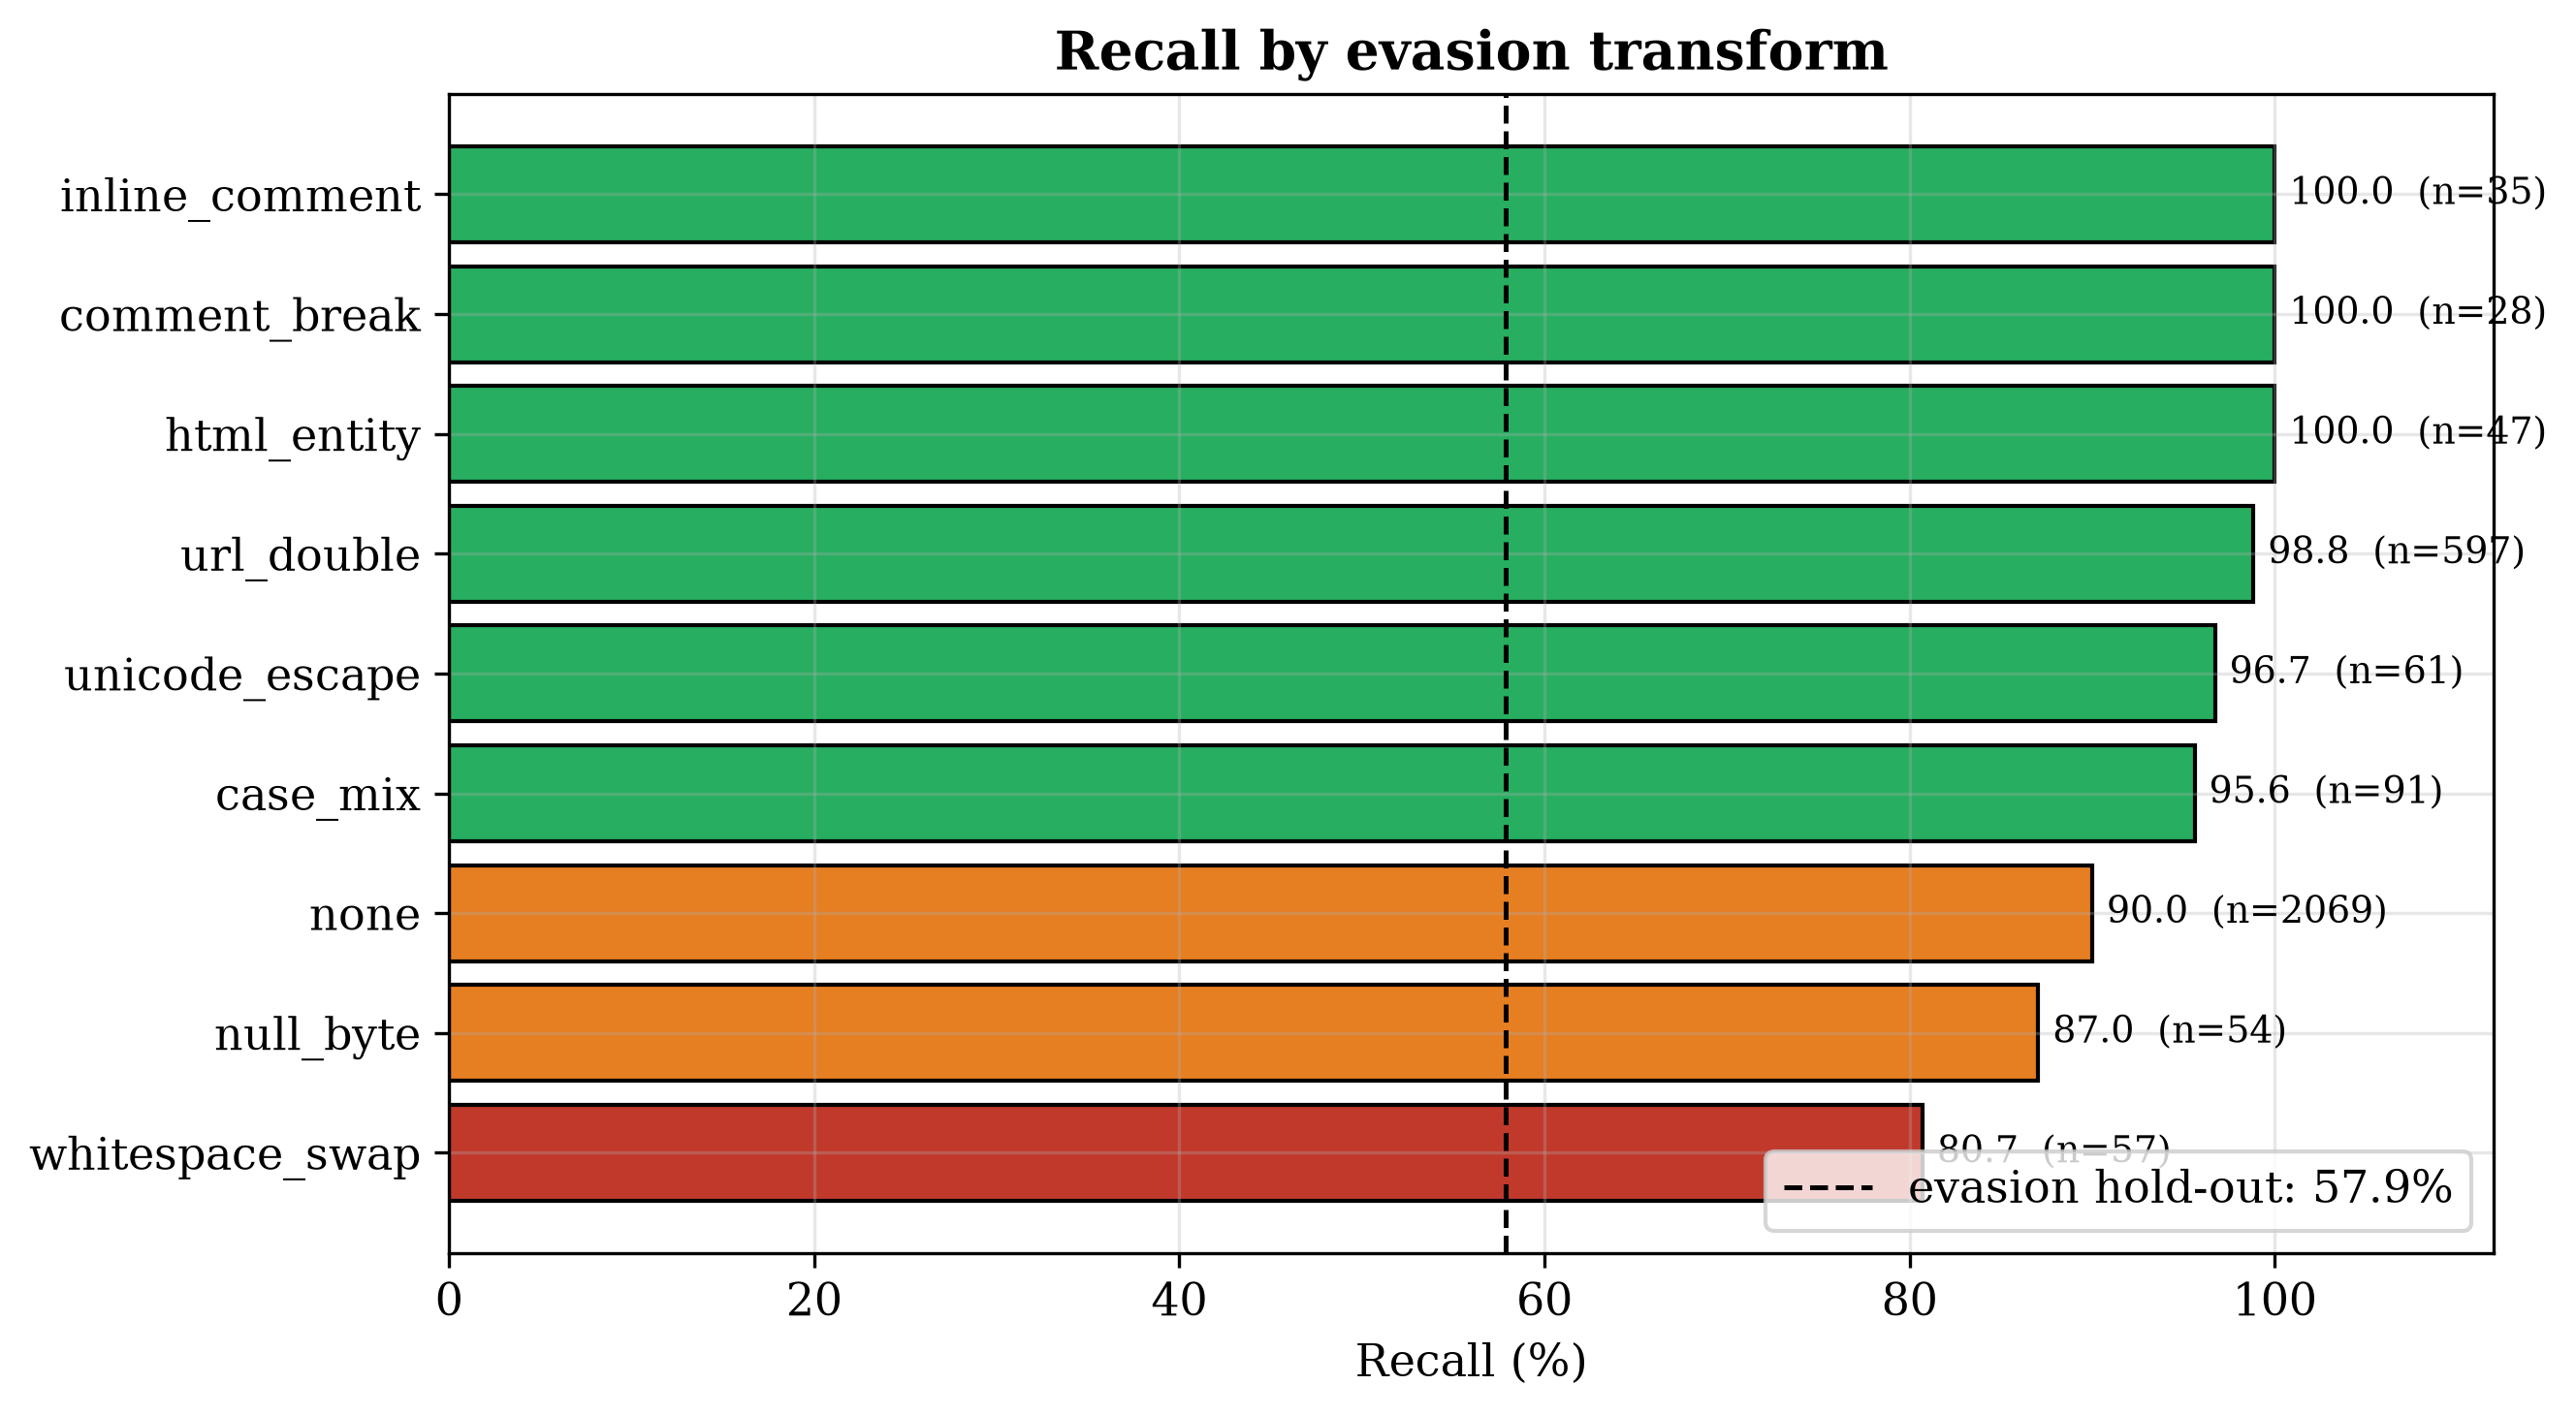 Recall by evasion transform
inline_comment 100.0 (n=35)
comment_break 100.0 (n=28)
html_entity 100.0 (n=47)
url_double 98.8 (n=597)
unicode_escape 96.7 (n=61)
case_mix 95.6 (n=91)
none 90.0 (n=2069)
null_byte 87.0 (n=54)
whitespace_swap 80.7 (n=57)
evasion hold-out: 57.9%
0 20 40 60 80 100
Recall (%)